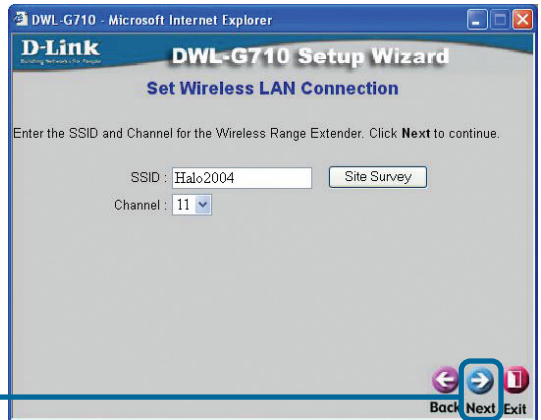 DWL-G710 - Microsoft Internet Explorer
D-Link
Building Networks for People
DWL-G710 Setup Wizard
Set Wireless LAN Connection
Enter the SSID and Channel for the Wireless Range Extender. Click Next to continue.
SSID : Halo2004 Site Survey
Channel : 11
Back Next Exit